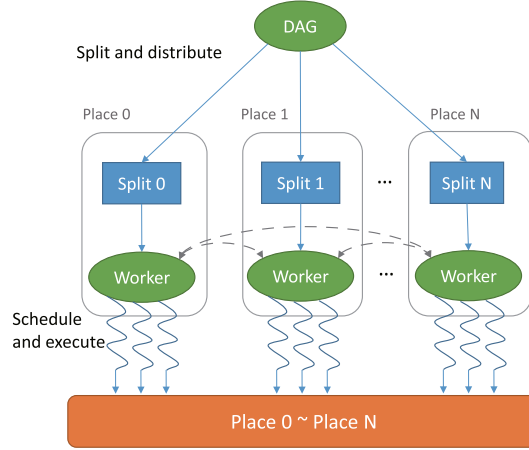 DAG
Split and distribute
Place 0
Place 1
Place N
Split 0
Split 1
...
Split N
Worker
Worker
...
Worker
Schedule
and execute
Place 0 ~ Place N